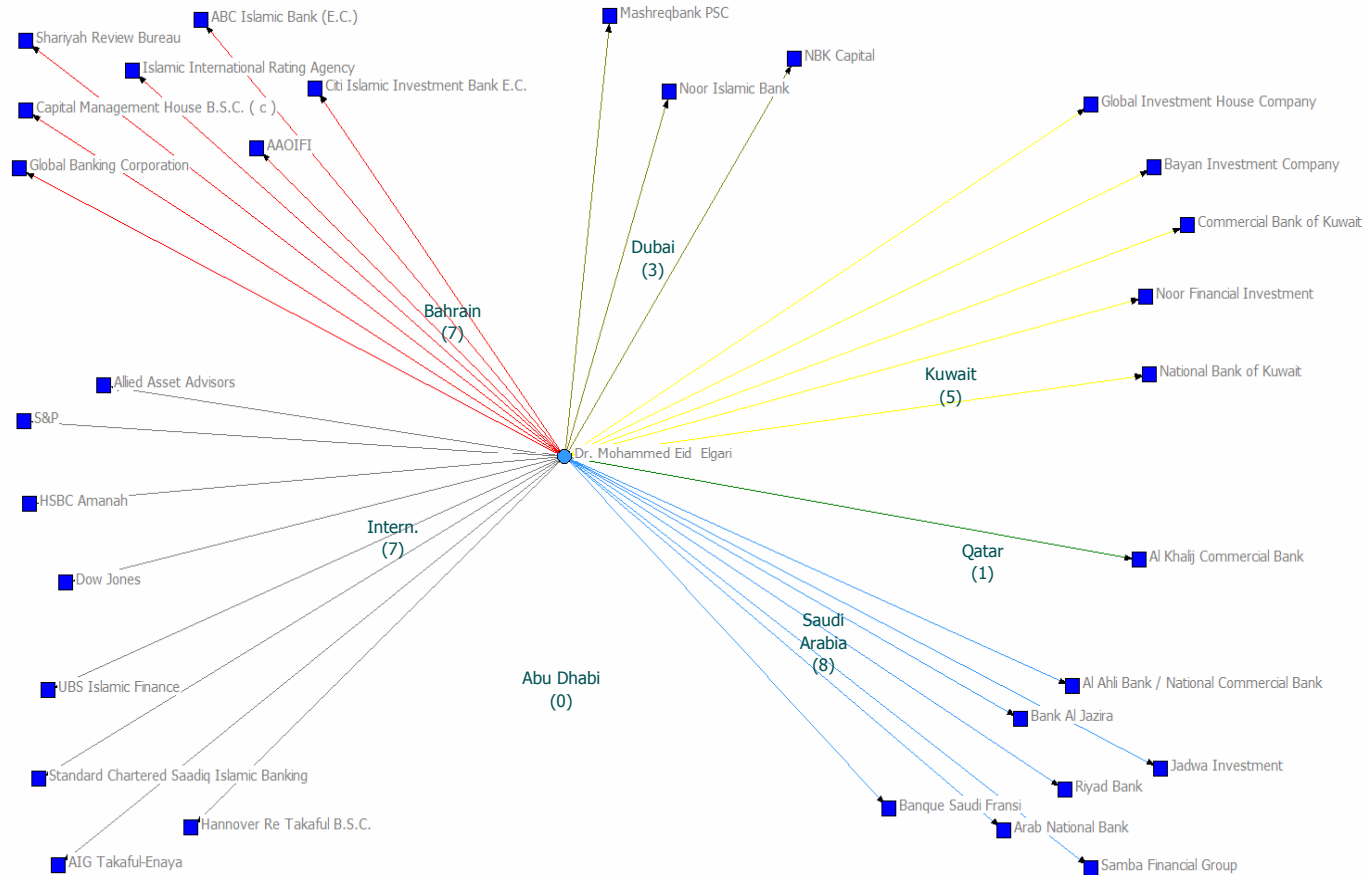 ABC Islamic Bank (E.C.)
Mashreqbank PSC
Shariyah Review Bureau
NBK Capital
Islamic International Rating Agency
Citi Islamic Investment Bank E.C.
Noor Islamic Bank
Capital Management House B.S.C. ( c )
Global Investment House Company
AAOIFI
Global Banking Corporation
Bayan Investment Company
Commercial Bank of Kuwait
Dubai
(3)
Noor Financial Investment
Bahrain
(7)
National Bank of Kuwait
Kuwait
(5)
Allied Asset Advisors
S&P
Dr. Mohammed Eid Elgari
HSBC Amanah
Intern.
(7)
Qatar
(1)
Al Khalij Commercial Bank
Dow Jones
Saudi
Arabia
(8)
Abu Dhabi
(0)
UBS Islamic Finance
Al Ahli Bank / National Commercial Bank
Bank Al Jazira
Jadwa Investment
Standard Chartered Saadiq Islamic Banking
Riyad Bank
Banque Saudi Fransi
Hannover Re Takaful B.S.C.
Arab National Bank
AIG Takaful-Enaya
Samba Financial Group